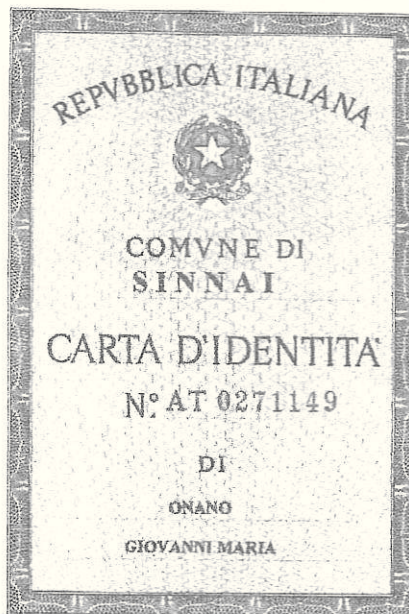 REPVBBLICA ITALIANA
COMVNE DI
SINNAI
CARTA D'IDENTITA'
N.º AT 0271149
DI
ONANO
GIOVANNI MARIA